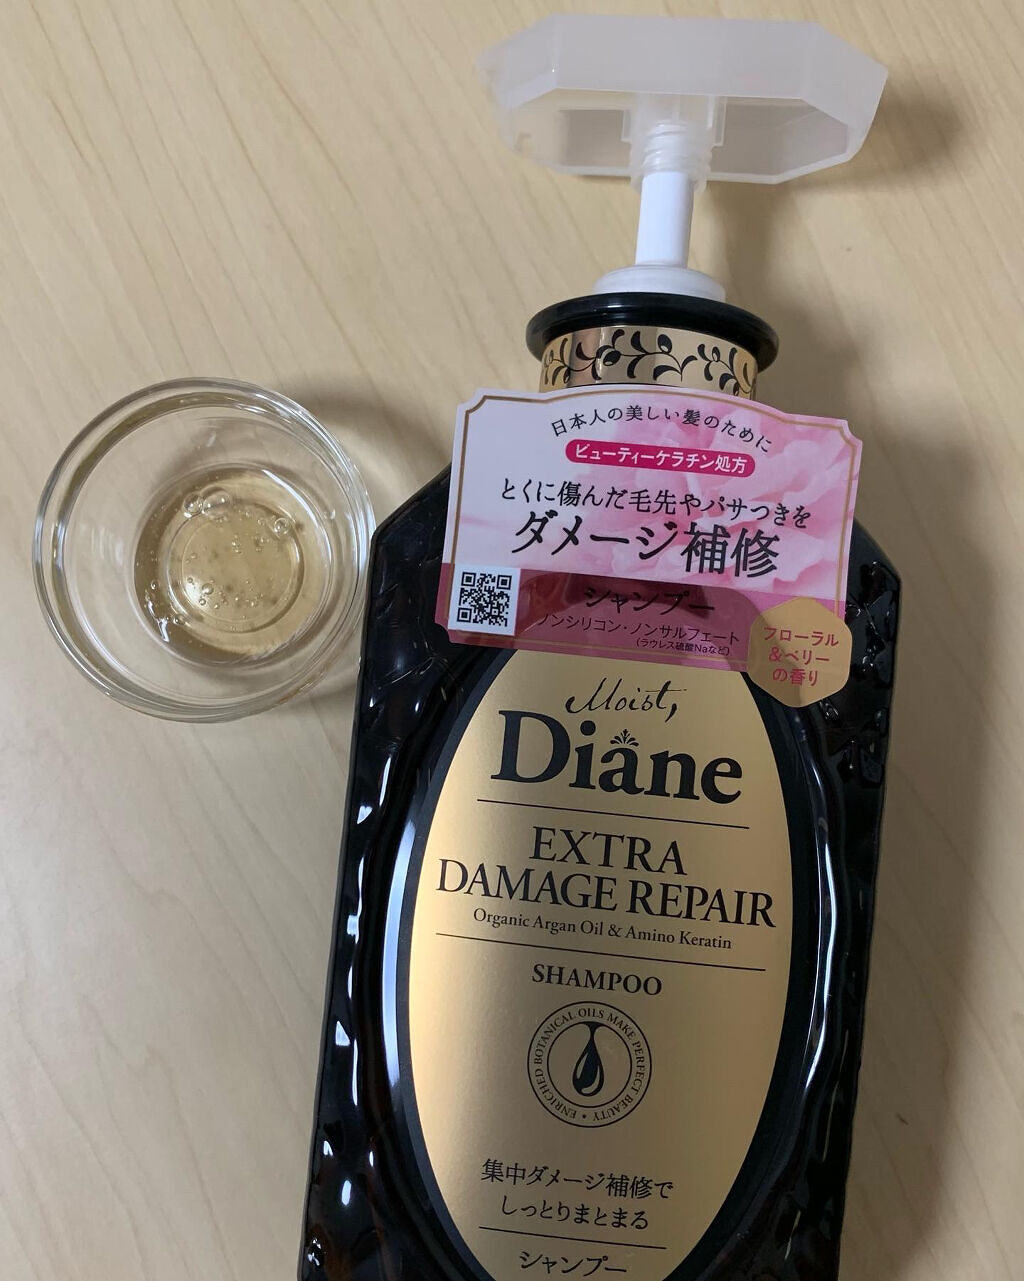 日本人の美しい髪のために
ビューティーケラチン処方
とくに傷んだ毛先やパサつきを
ダメージ補修
シャンプー
ノンシリコン・ノンサルフェート
(ラウレス硫酸Naなど)
フローラル
&ベリー
の香り
Moist,
Diane
EXTRA
DAMAGE REPAIR
Organic Argan Oil & Amino Keratin
SHAMPOO
ENRICHED BOTANICAL OILS MAKE PERFECT BEAUTY •
集中ダメージ補修で
しっとりまとまる
シャンプー